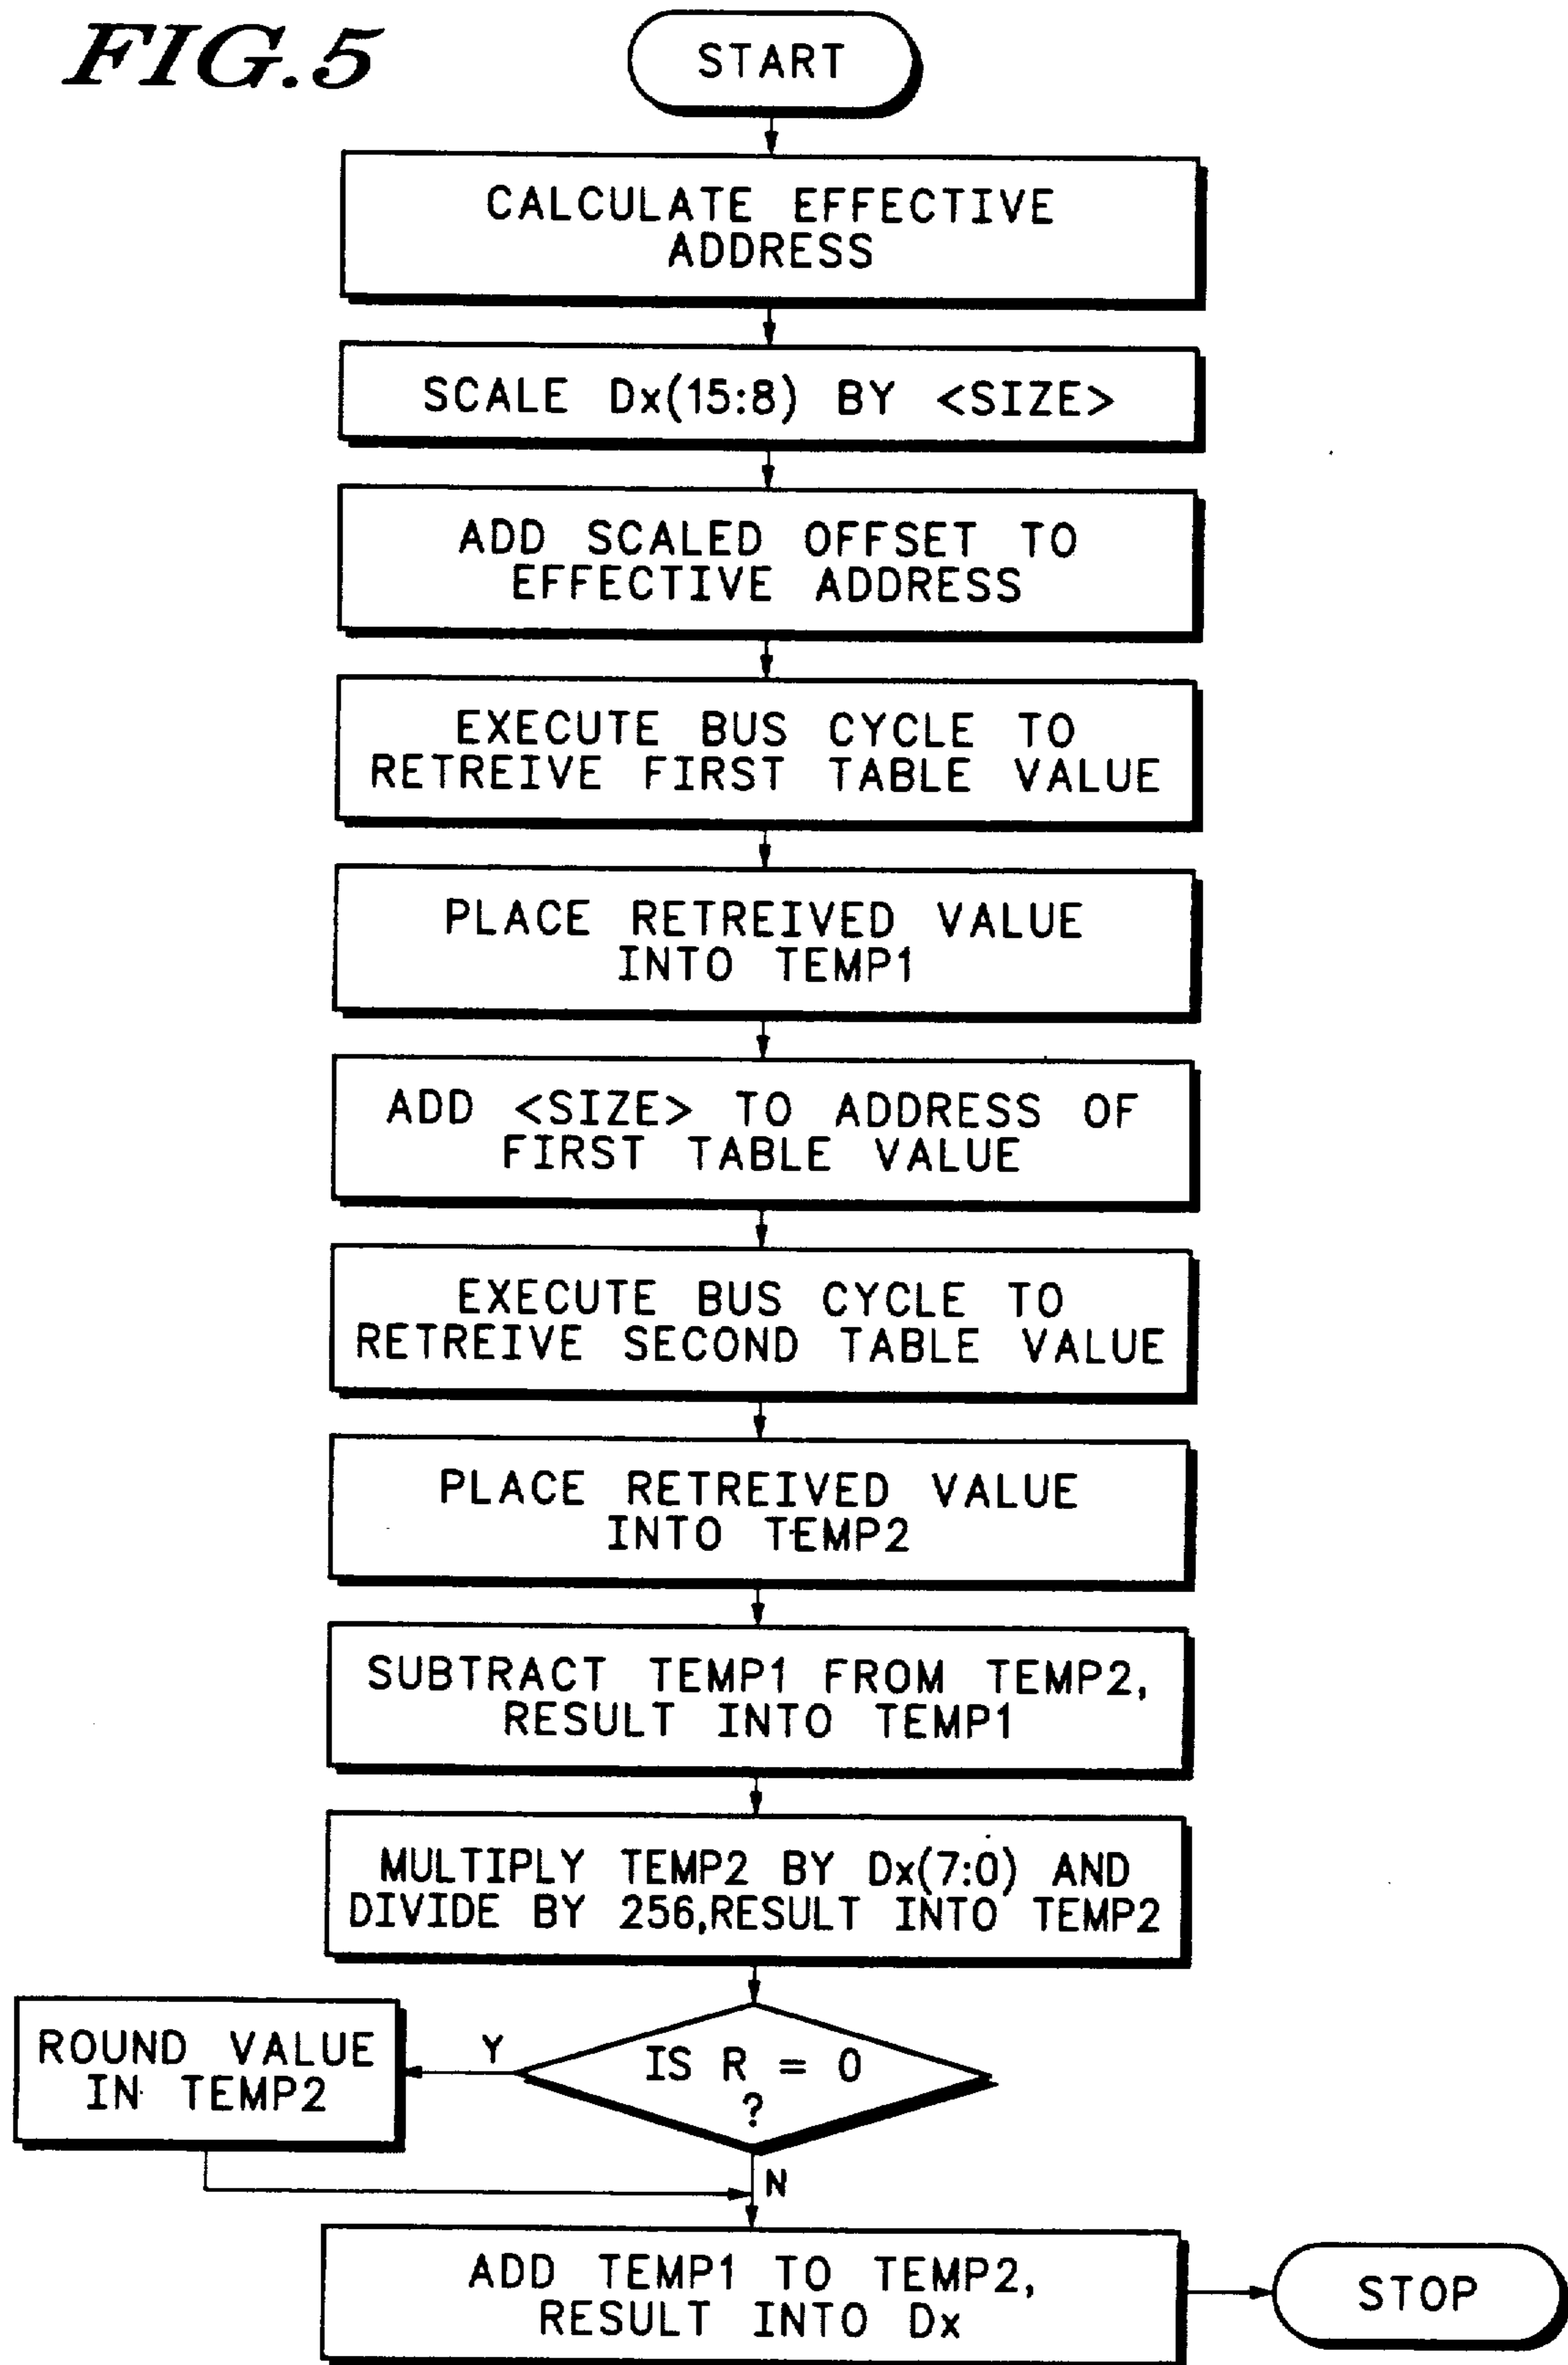 FIG.5
START
CALCULATE EFFECTIVE
ADDRESS
SCALE Dx(15:8) BY <SIZE>
ADD SCALED OFFSET TO
EFFECTIVE ADDRESS
EXECUTE BUS CYCLE TO
RETREIVE FIRST TABLE VALUE
PLACE RETREIVED VALUE
INTO TEMP1
ADD <SIZE> TO ADDRESS OF
FIRST TABLE VALUE
EXECUTE BUS CYCLE TO
RETREIVE SECOND TABLE VALUE
PLACE RETREIVED VALUE
INTO TEMP2
SUBTRACT TEMP1 FROM TEMP2,
RESULT INTO TEMP1
MULTIPLY TEMP2 BY Dx(7:0) AND
DIVIDE BY 256,RESULT INTO TEMP2
IS R = 0
?
Y
ROUND VALUE
IN TEMP2
N
ADD TEMP1 TO TEMP2,
RESULT INTO Dx
STOP